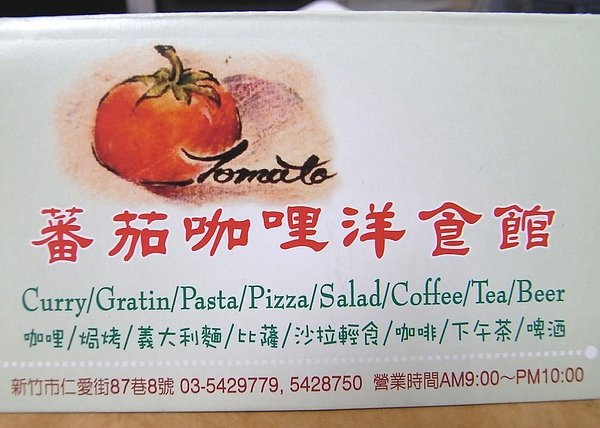 Tomato
蕃茄咖哩洋食館
Curry/Gratin/Pasta/Pizza/Salad/Coffee/Tea/Beer
咖哩/焗烤/義大利麵/比薩/沙拉輕食/咖啡/下午茶/啤酒
新竹市仁愛街87巷8號 03-5429779, 5428750 營業時間AM9:00～PM10:00